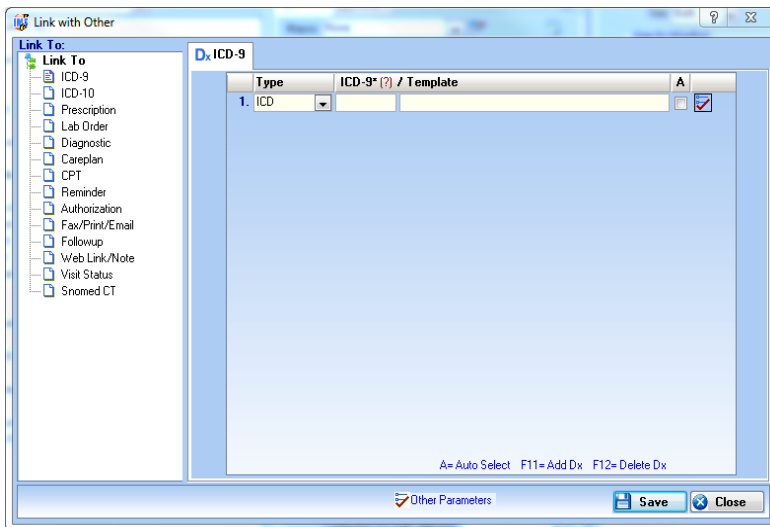 IMS Link with Other
?
Link To:
Link To
ICD-9
ICD-10
Prescription
Lab Order
Diagnostic
Careplan
CPT
Reminder
Authorization
Fax/Print/Email
Followup
Web Link/Note
Visit Status
Snomed CT
Dx ICD-9
Type ICD-9* (?) / Template A
1. ICD
A= Auto Select F11= Add Dx F12= Delete Dx
Other Parameters Save Close